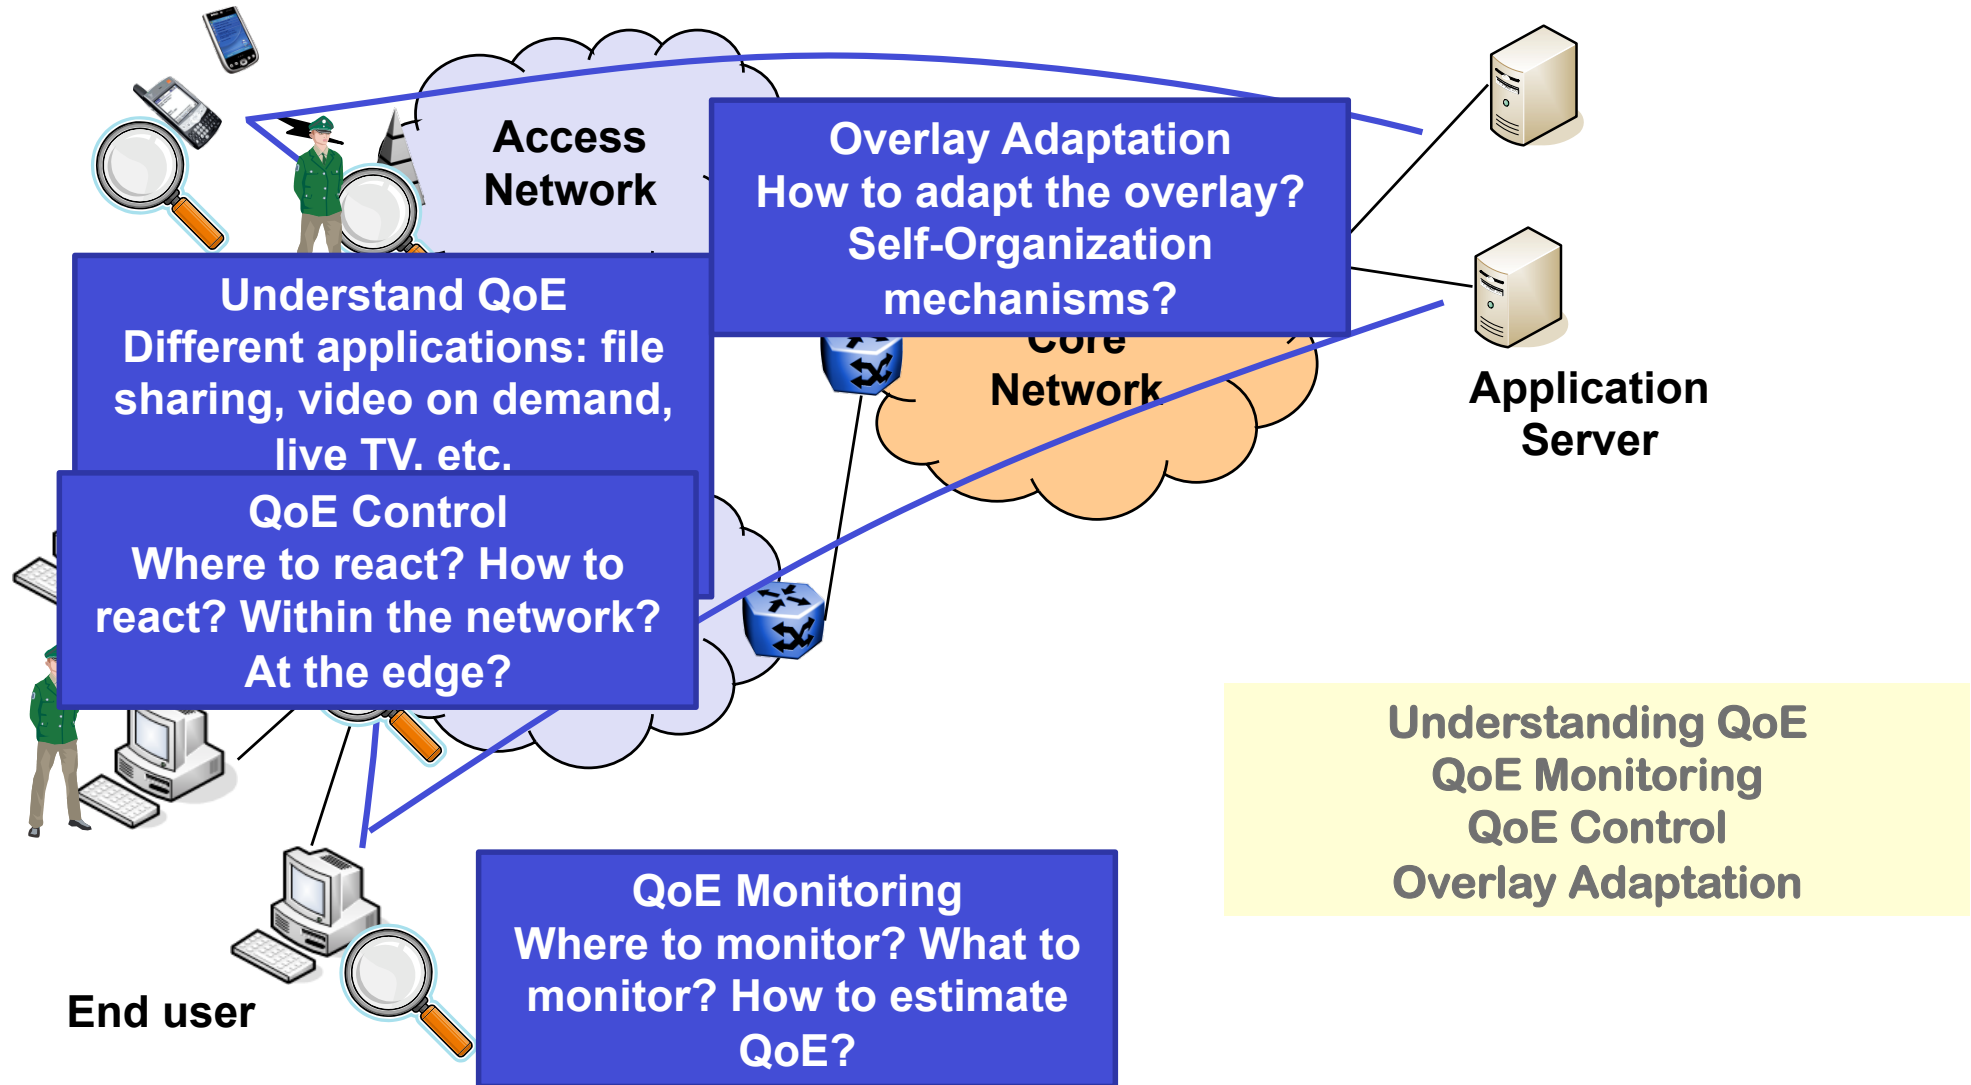 Access
Network
Overlay Adaptation
How to adapt the overlay?
Self-Organization
mechanisms?
Understand QoE
Different applications: file
sharing, video on demand,
live TV, etc.
Core
Network
Application
Server
QoE Control
Where to react? How to
react? Within the network?
At the edge?
Understanding QoE
QoE Monitoring
QoE Control
Overlay Adaptation
QoE Monitoring
Where to monitor? What to
monitor? How to estimate
QoE?
End user